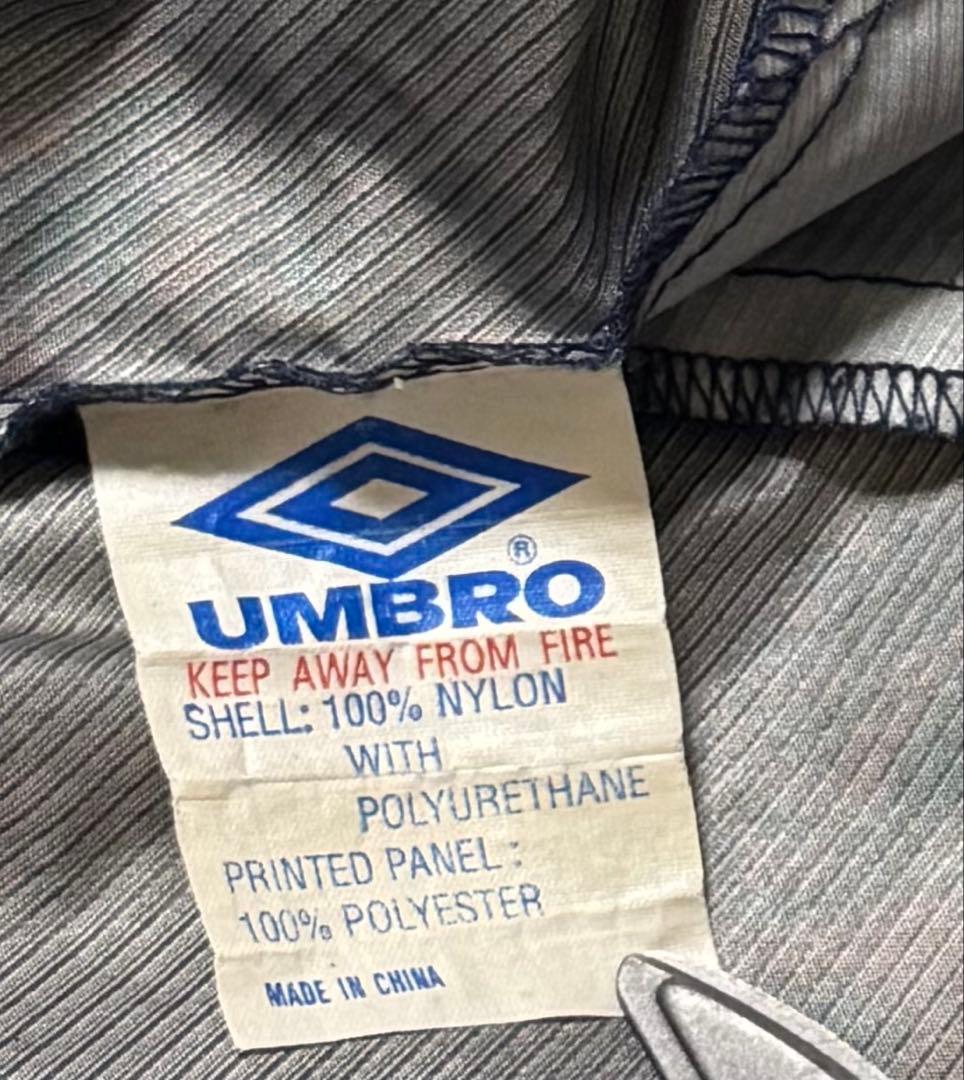 ®
UMBRO
KEEP AWAY FROM FIRE
SHELL: 100% NYLON
WITH
POLYURETHANE
PRINTED PANEL :
100% POLYESTER
MADE IN CHINA